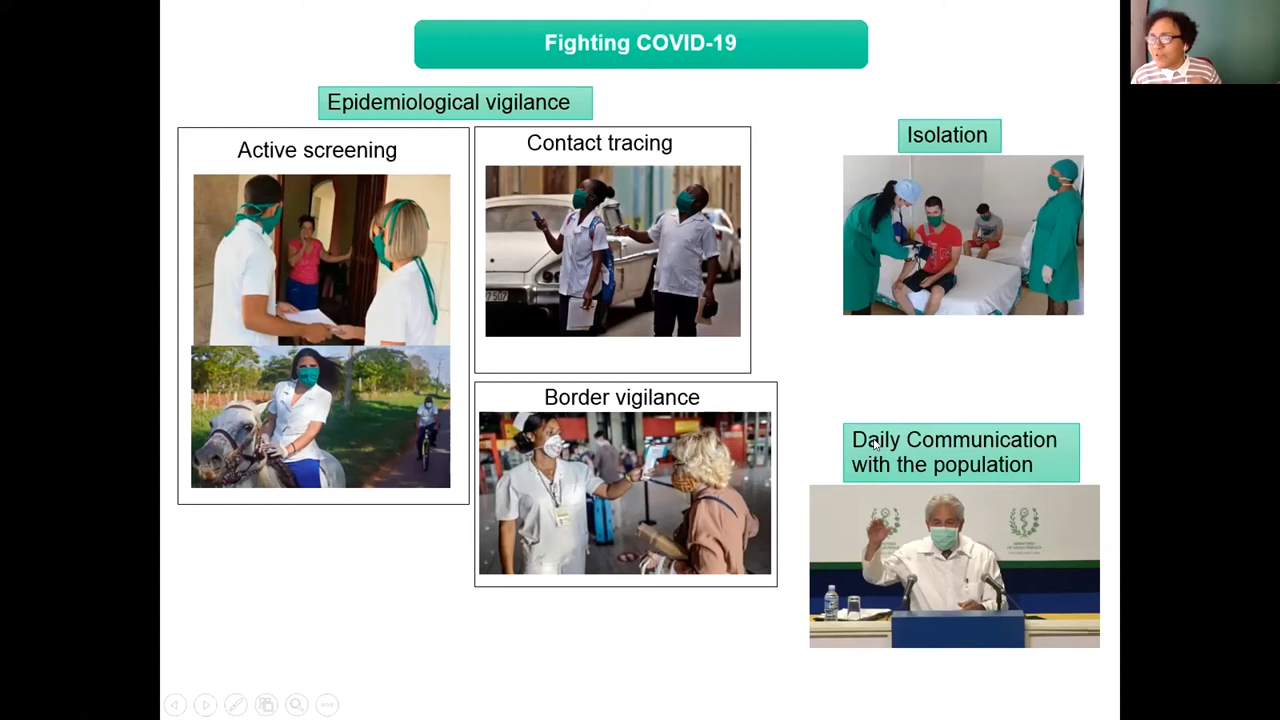 Fighting COVID-19
Epidemiological vigilance
Active screening
Contact tracing
Isolation
Border vigilance
Daily Communication
with the population